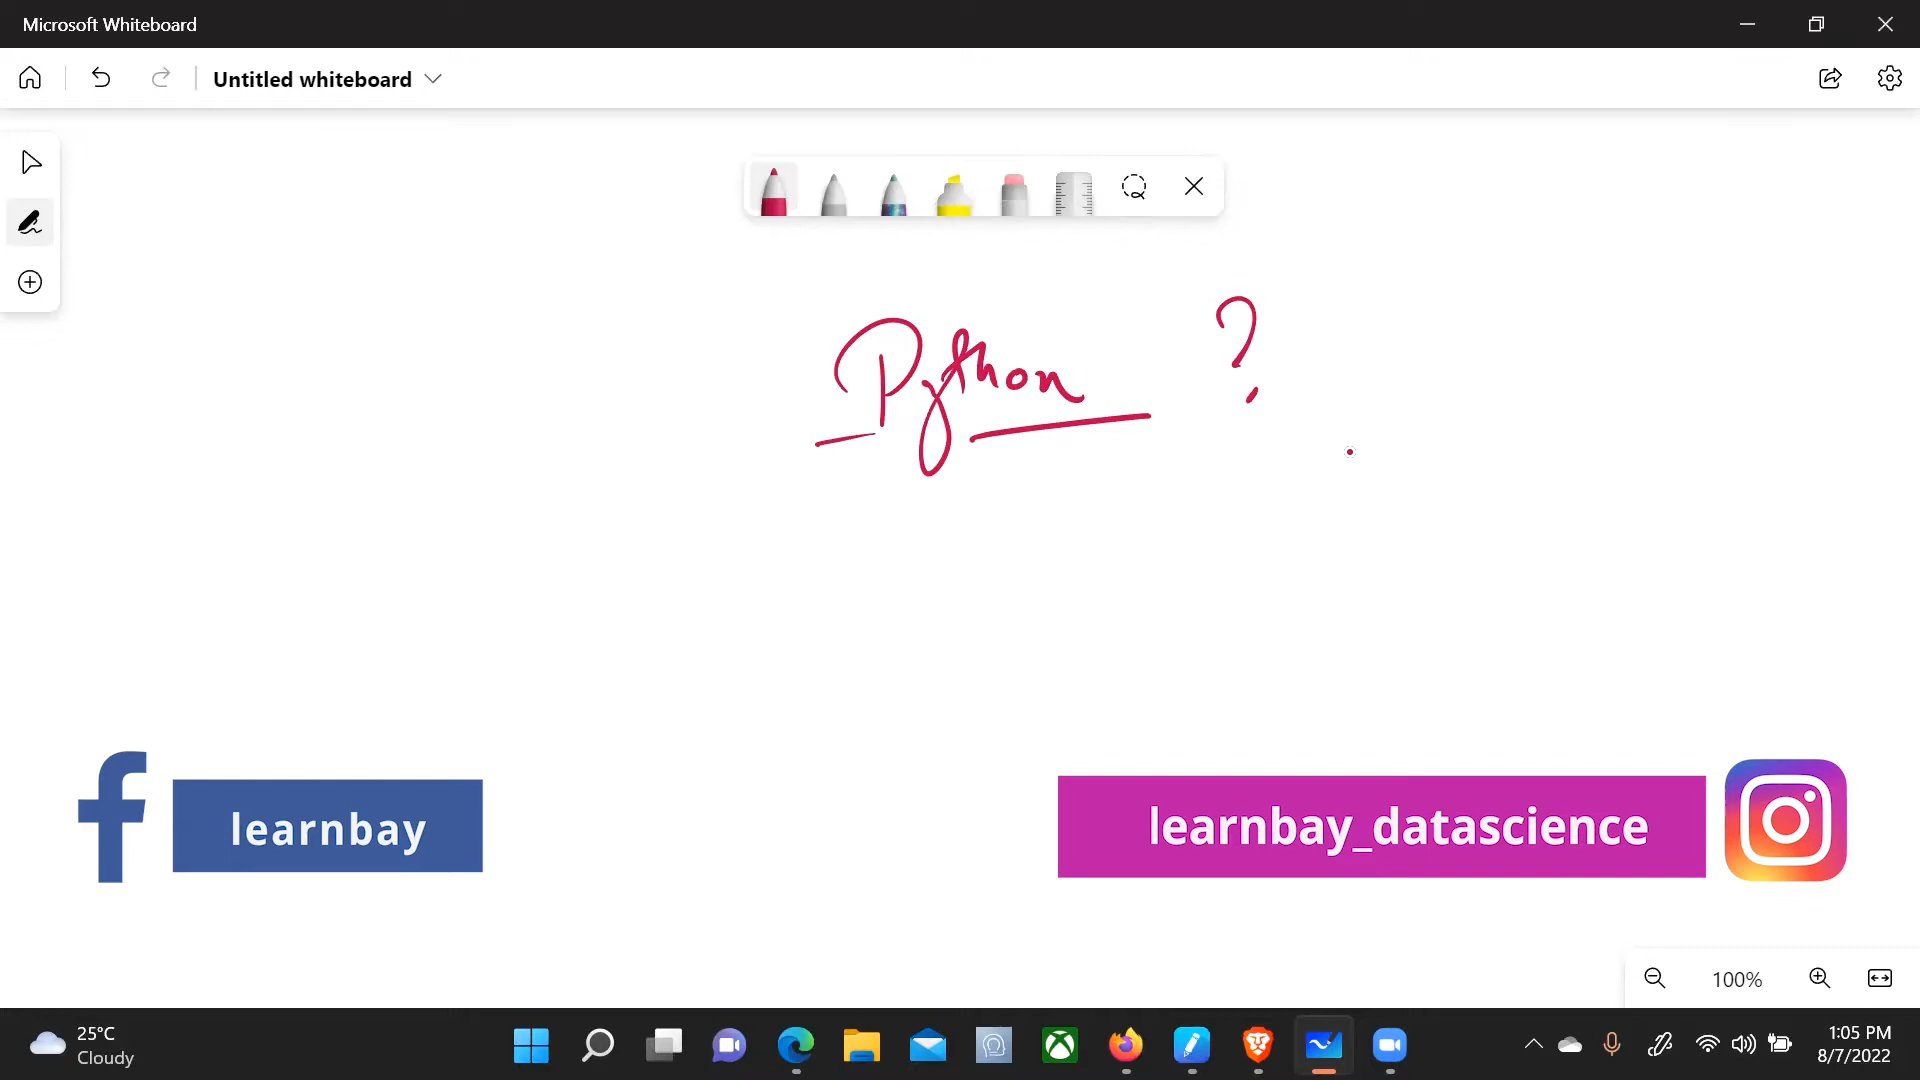 Microsoft Whiteboard
Untitled whiteboard
Python ?
learnbay
learnbay_datascience
100%
25°C
Cloudy
1:05 PM
8/7/2022